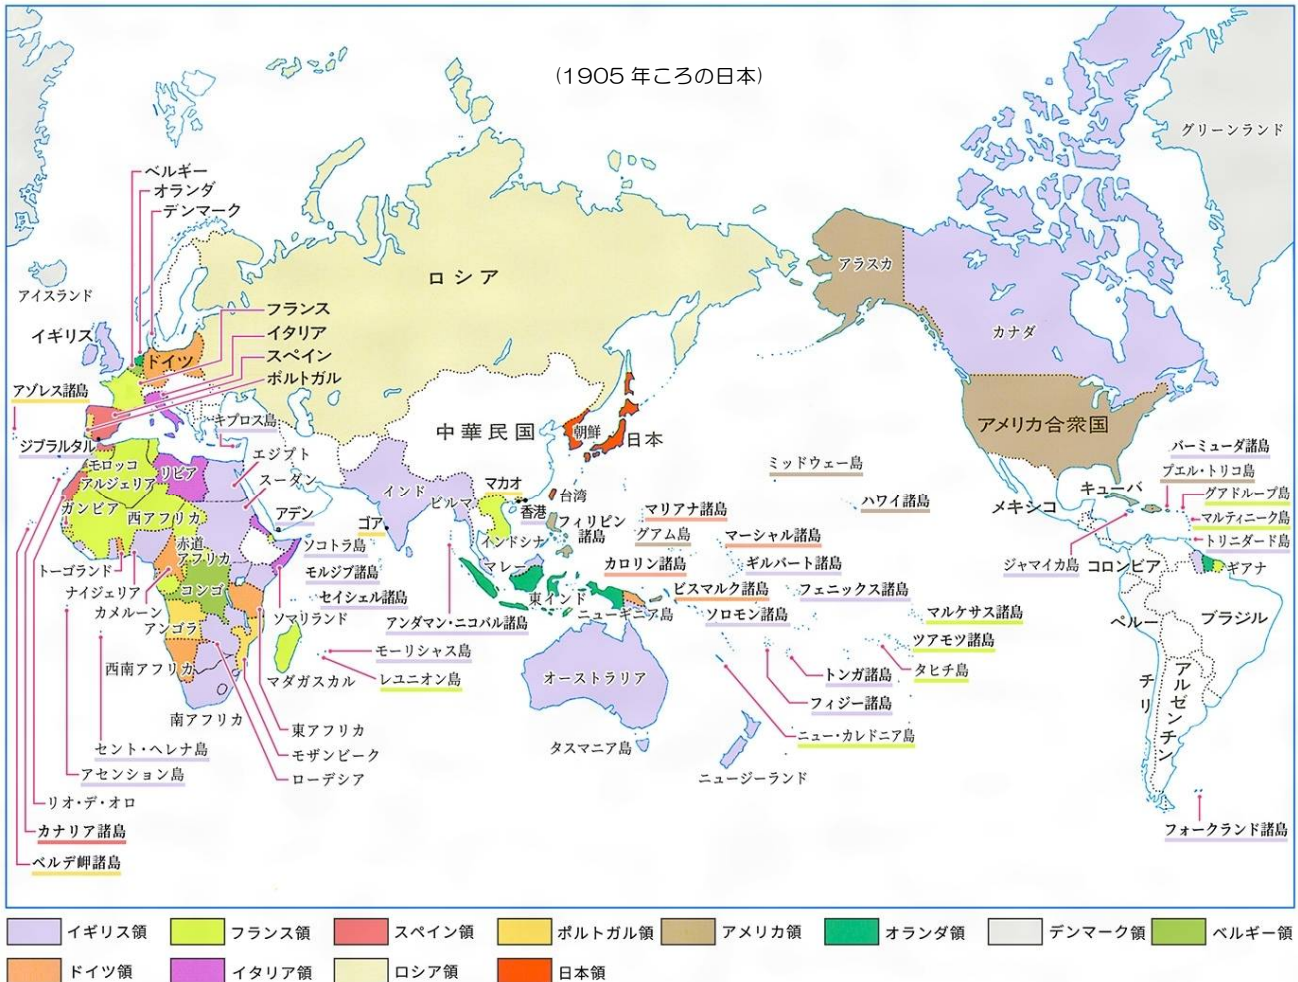 (1905 年ころの日本)
グリーンランド
ベルギー
オランダ
デンマーク
アイスランド
ロシア
アラスカ
カナダ
イギリス
ドイツ
フランス
イタリア
スペイン
ポルトガル
アゾレス諸島
ジブラルタル
キプロス島
中華民国
朝鮮
日本
アメリカ合衆国
バーミューダ諸島
モロッコ
アルジェリア
リビア
エジプト
スーダン
ガンビア
西アフリカ
アデン
インド
ゴア
ビルマ
マカオ
香港
台湾
ミッドウェー島
ハワイ諸島
メキシコ
キューバ
プエル・トリコ島
グアドループ島
マルティニーク島
トリニダード島
ジャマイカ島
コロンビア
ギアナ
赤道
アフリカ
コンゴ
トーゴランド
ナイジェリア
カメルーン
アンゴラ
ソマリランド
ソコトラ島
モルジブ諸島
セイシェル諸島
アンダマン・ニコバル諸島
インドシナ
マレー
フィリピン
諸島
マリアナ諸島
グアム島
カロリン諸島
マーシャル諸島
ギルバート諸島
ビスマルク諸島
フェニックス諸島
ソロモン諸島
東インド
ニューギニア島
マルケサス諸島
ツアモツ諸島
タヒチ島
トンガ諸島
フィジー諸島
ニュー・カレドニア島
ペルー
ブラジル
チリ
アルゼンチン
西南アフリカ
南アフリカ
マダガスカル
モーリシャス島
レユニオン島
オーストラリア
タスマニア島
ニュージーランド
東アフリカ
モザンビーク
ローデシア
セント・ヘレナ島
アセンション島
リオ・デ・オロ
カナリア諸島
ベルデ岬諸島
フォークランド諸島
イギリス領
フランス領
スペイン領
ポルトガル領
アメリカ領
オランダ領
デンマーク領
ベルギー領
ドイツ領
イタリア領
ロシア領
日本領